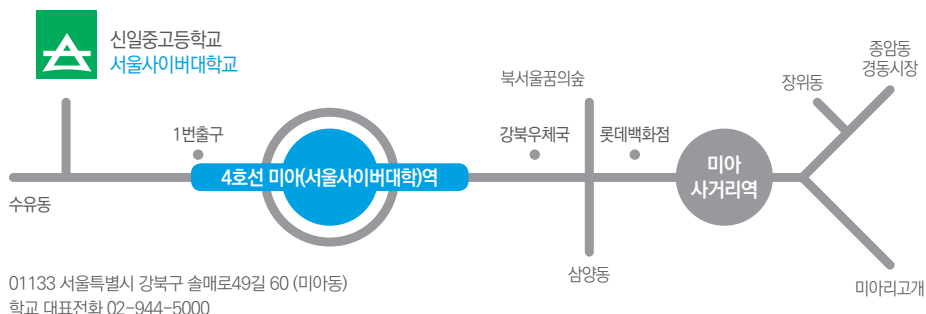 신일중고등학교
서울사이버대학교
종암동
경동시장
장위동
북서울꿈의숲
1번출구
강북우체국
롯데백화점
4호선 미아(서울사이버대학)역
미아
사거리역
수유동
삼양동
미아리고개
01133 서울특별시 강북구 솔매로49길 60 (미아동)
학교 대표전화 02-944-5000